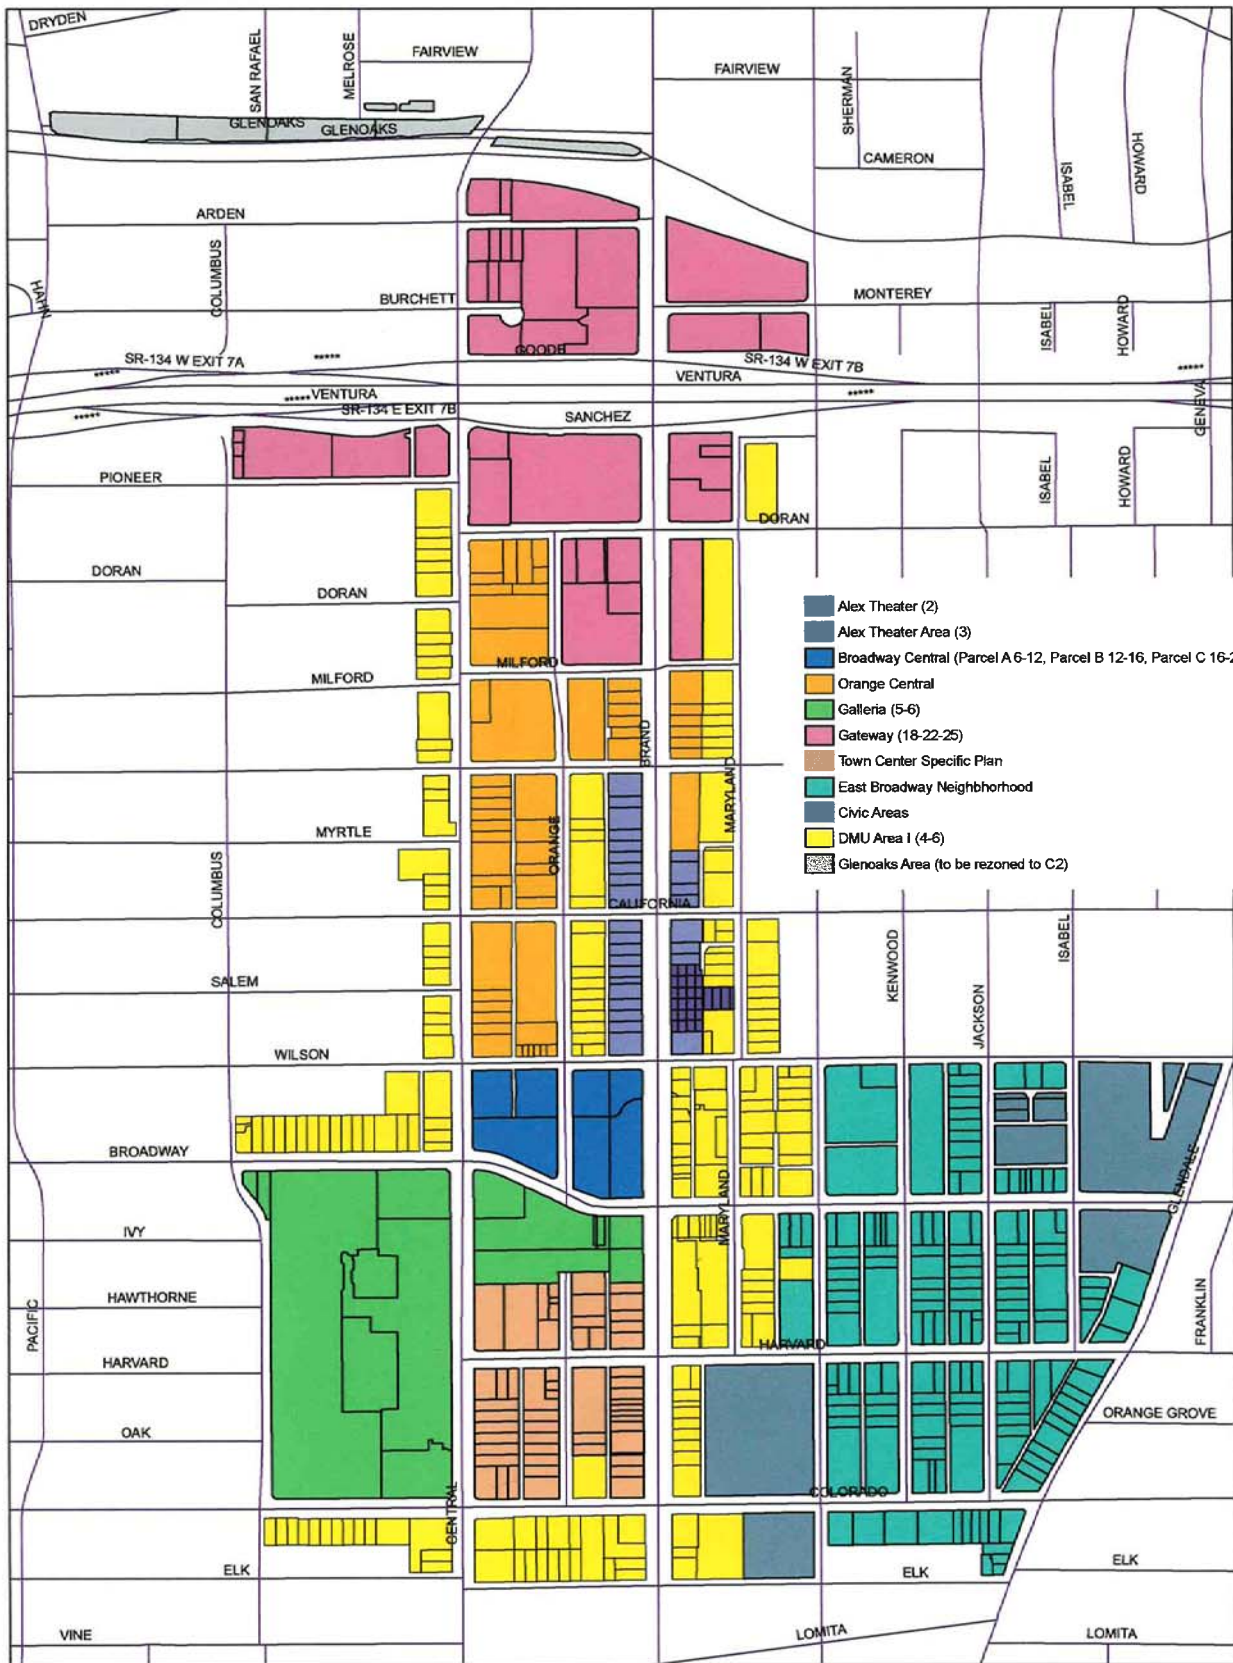 DRYDEN
SAN RAFAEL
MELROSE
FAIRVIEW
FAIRVIEW
SHERMAN
GLENOAKS
GLENOAKS
CAMERON
ISABEL
HOWARD
ARDEN
COLUMBUS
HAHN
BURCHETT
MONTEREY
ISABEL
HOWARD
SR-134 W EXIT 7A
*****
*****
SR-134 W EXIT 7B
VENTURA
*****
VENTURA
*****
*****
SR-134 E EXIT 7B
*****
SANCHEZ
GENEVA
PIONEER
ISABEL
HOWARD
DORAN
DORAN
DORAN
MILFORD
MILFORD
BRAND
MARYLAND
MYRTLE
ORANGE
COLUMBUS
CALIFORNIA
Alex Theater (2)
Alex Theater Area (3)
Broadway Central (Parcel A 6-12, Parcel B 12-16, Parcel C 16-2
Orange Central
Galleria (5-6)
Gateway (18-22-25)
Town Center Specific Plan
East Broadway Neighbhorhood
Civic Areas
DMU Area I (4-6)
Glenoaks Area (to be rezoned to C2)
KENWOOD
ISABEL
SALEM
JACKSON
WILSON
BROADWAY
MARYLAND
GLENDALE
IVY
HAWTHORNE
PACIFIC
FRANKLIN
HARVARD
HARVARD
OAK
ORANGE GROVE
COLORADO
CENTRAL
ELK
ELK
ELK
VINE
LOMITA
LOMITA